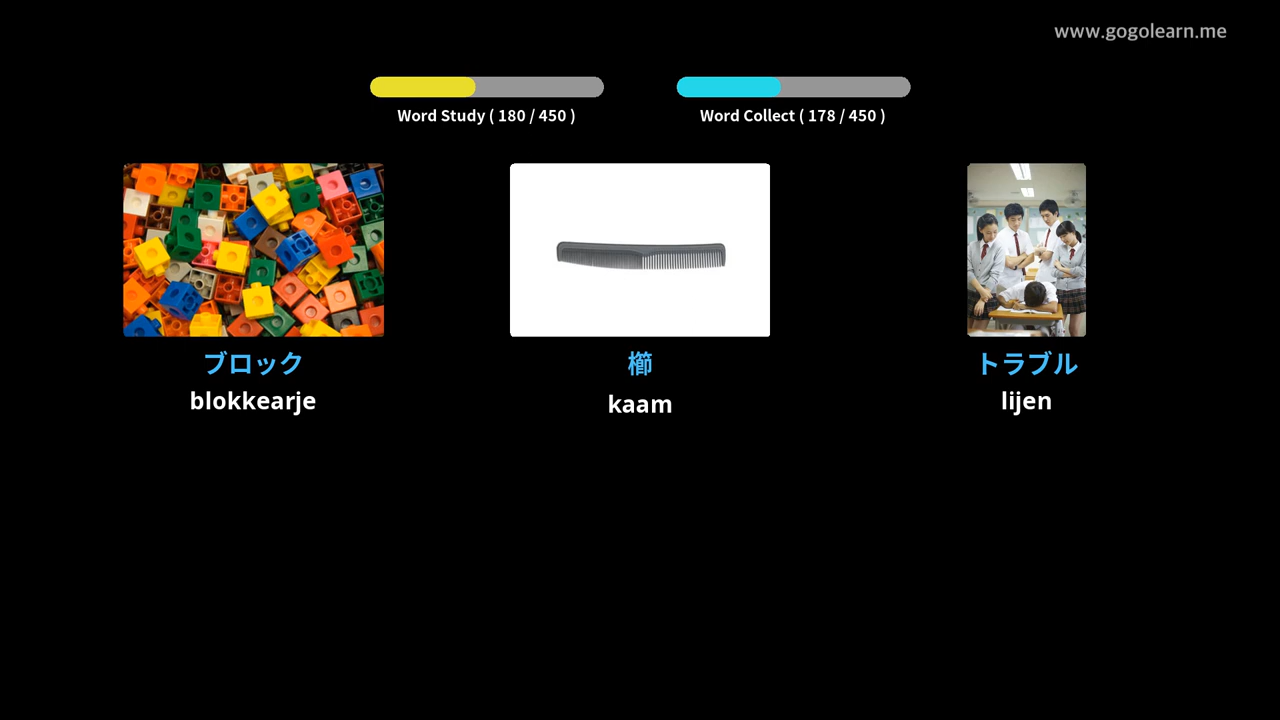 www.gogolearn.me
Word Study ( 180 / 450 )
Word Collect ( 178 / 450 )
ブロック
blokkearje
櫛
kaam
トラブル
lijen